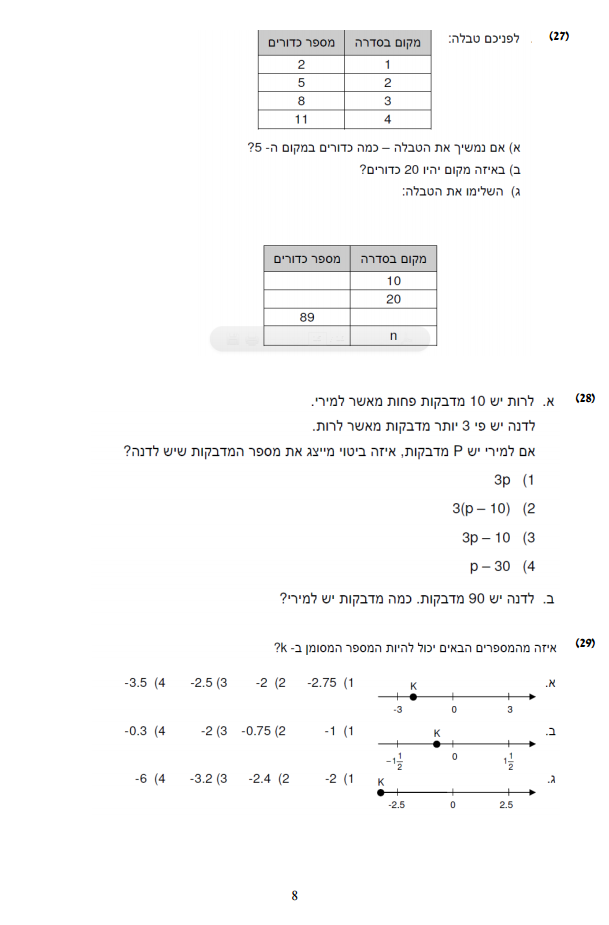 (27) לפניכם טבלה:
מקום בסדרה מספר כדורים
1 2
2 5
3 8
4 11
א) אם נמשיך את הטבלה – כמה כדורים במקום ה- 5?
ב) באיזה מקום יהיו 20 כדורים?
ג) השלימו את הטבלה:
מקום בסדרה מספר כדורים
10
20
89
n
(28) א. לרות יש 10 מדבקות פחות מאשר למירי.
לדנה יש פי 3 יותר מדבקות מאשר לרות.
אם למירי יש P מדבקות, איזה ביטוי מייצג את מספר המדבקות שיש לדנה?
1) 3p
2) 3(p – 10)
3) 3p – 10
4) p – 30
ב. לדנה יש 90 מדבקות. כמה מדבקות יש למירי?
(29) איזה מהמספרים הבאים יכול להיות המספר המסומן ב- k?
א. K 1) -2.75 2) -2 3) -2.5 4) -3.5
-3 0 3
ב. K 1) -1 2) -0.75 3) -2 4) -0.3
-1 1/2 0 1 1/2
ג. K 1) -2 2) -2.4 3) -3.2 4) -6
-2.5 0 2.5
8